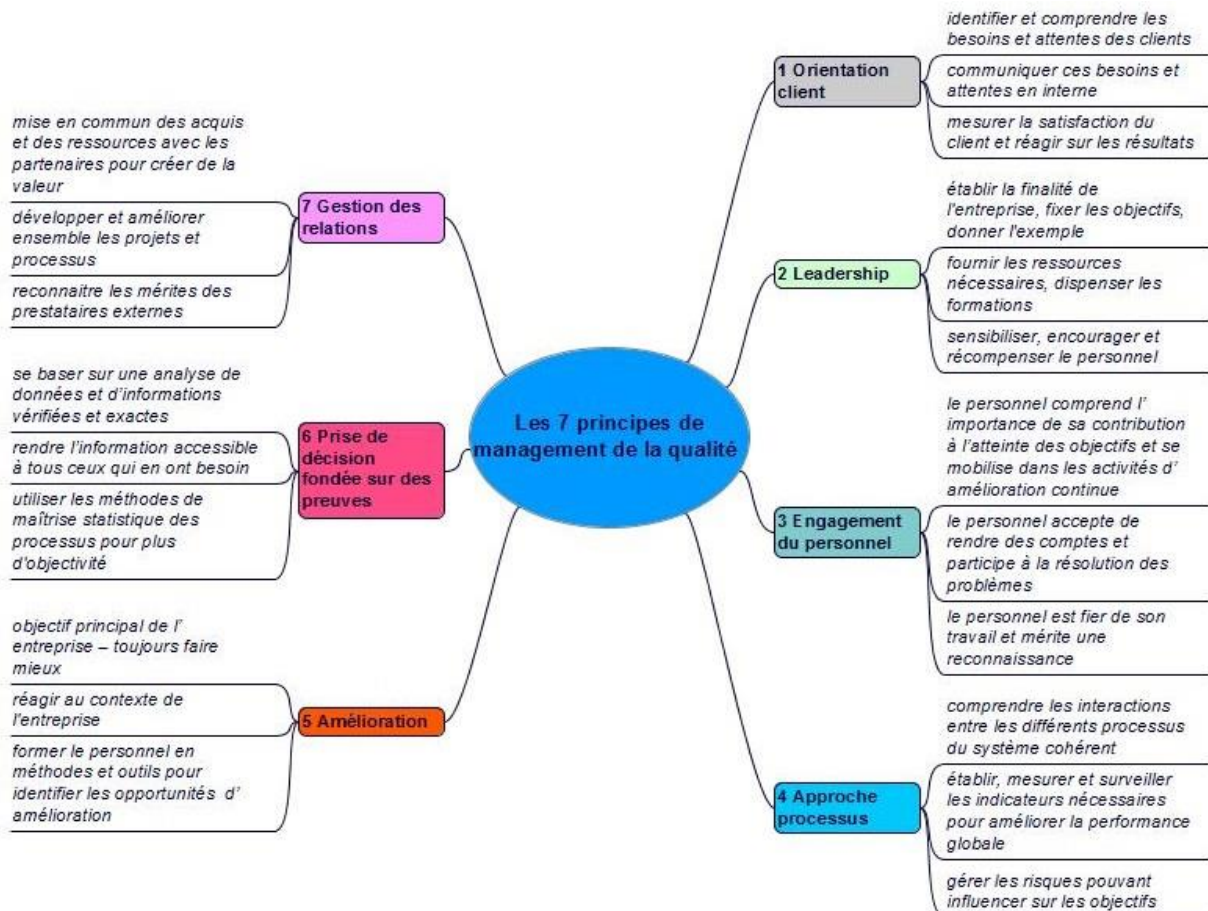 Les 7 principes de
management de la qualité
1 Orientation
client
identifier et comprendre les
besoins et attentes des clients
communiquer ces besoins et
attentes en interne
mesurer la satisfaction du
client et réagir sur les résultats
2 Leadership
établir la finalité de
l'entreprise, fixer les objectifs,
donner l'exemple
fournir les ressources
nécessaires, dispenser les
formations
sensibiliser, encourager et
récompenser le personnel
3 Engagement
du personnel
le personnel comprend l’
importance de sa contribution
à l’atteinte des objectifs et se
mobilise dans les activités d’
amélioration continue
le personnel accepte de
rendre des comptes et
participe à la résolution des
problèmes
le personnel est fier de son
travail et mérite une
reconnaissance
4 Approche
processus
comprendre les interactions
entre les différents processus
du système cohérent
établir, mesurer et surveiller
les indicateurs nécessaires
pour améliorer la performance
globale
gérer les risques pouvant
influencer sur les objectifs
5 Amélioration
objectif principal de l’
entreprise – toujours faire
mieux
réagir au contexte de
l'entreprise
former le personnel en
méthodes et outils pour
identifier les opportunités d’
amélioration
6 Prise de
décision
fondée sur des
preuves
se baser sur une analyse de
données et d’informations
vérifiées et exactes
rendre l’information accessible
à tous ceux qui en ont besoin
utiliser les méthodes de
maîtrise statistique des
processus pour plus
d'objectivité
7 Gestion des
relations
mise en commun des acquis
et des ressources avec les
partenaires pour créer de la
valeur
développer et améliorer
ensemble les projets et
processus
reconnaitre les mérites des
prestataires externes